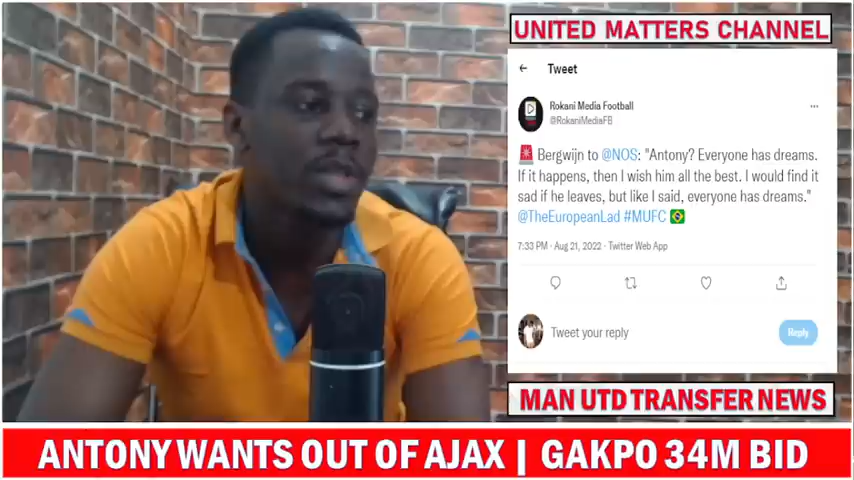 UNITED MATTERS CHANNEL
← Tweet
Rokani Media Football
@RokaniMediaFB
🚨 Bergwijn to @NOS: "Antony? Everyone has dreams.
If it happens, then I wish him all the best. I would find it
sad if he leaves, but like I said, everyone has dreams."
@TheEuropeanLad #MUFC 🇧🇷
7:33 PM · Aug 21, 2022 · Twitter Web App
Tweet your reply
Reply
MAN UTD TRANSFER NEWS
ANTONY WANTS OUT OF AJAX | GAKPO 34M BID